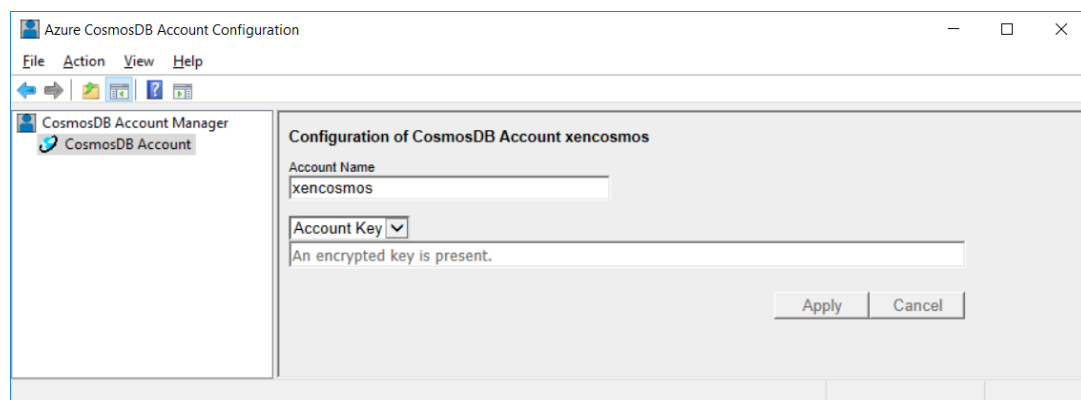 Azure CosmosDB Account Configuration
File Action View Help
CosmosDB Account Manager
CosmosDB Account
Configuration of CosmosDB Account xencosmos
Account Name
xencosmos
Account Key
An encrypted key is present.
Apply Cancel